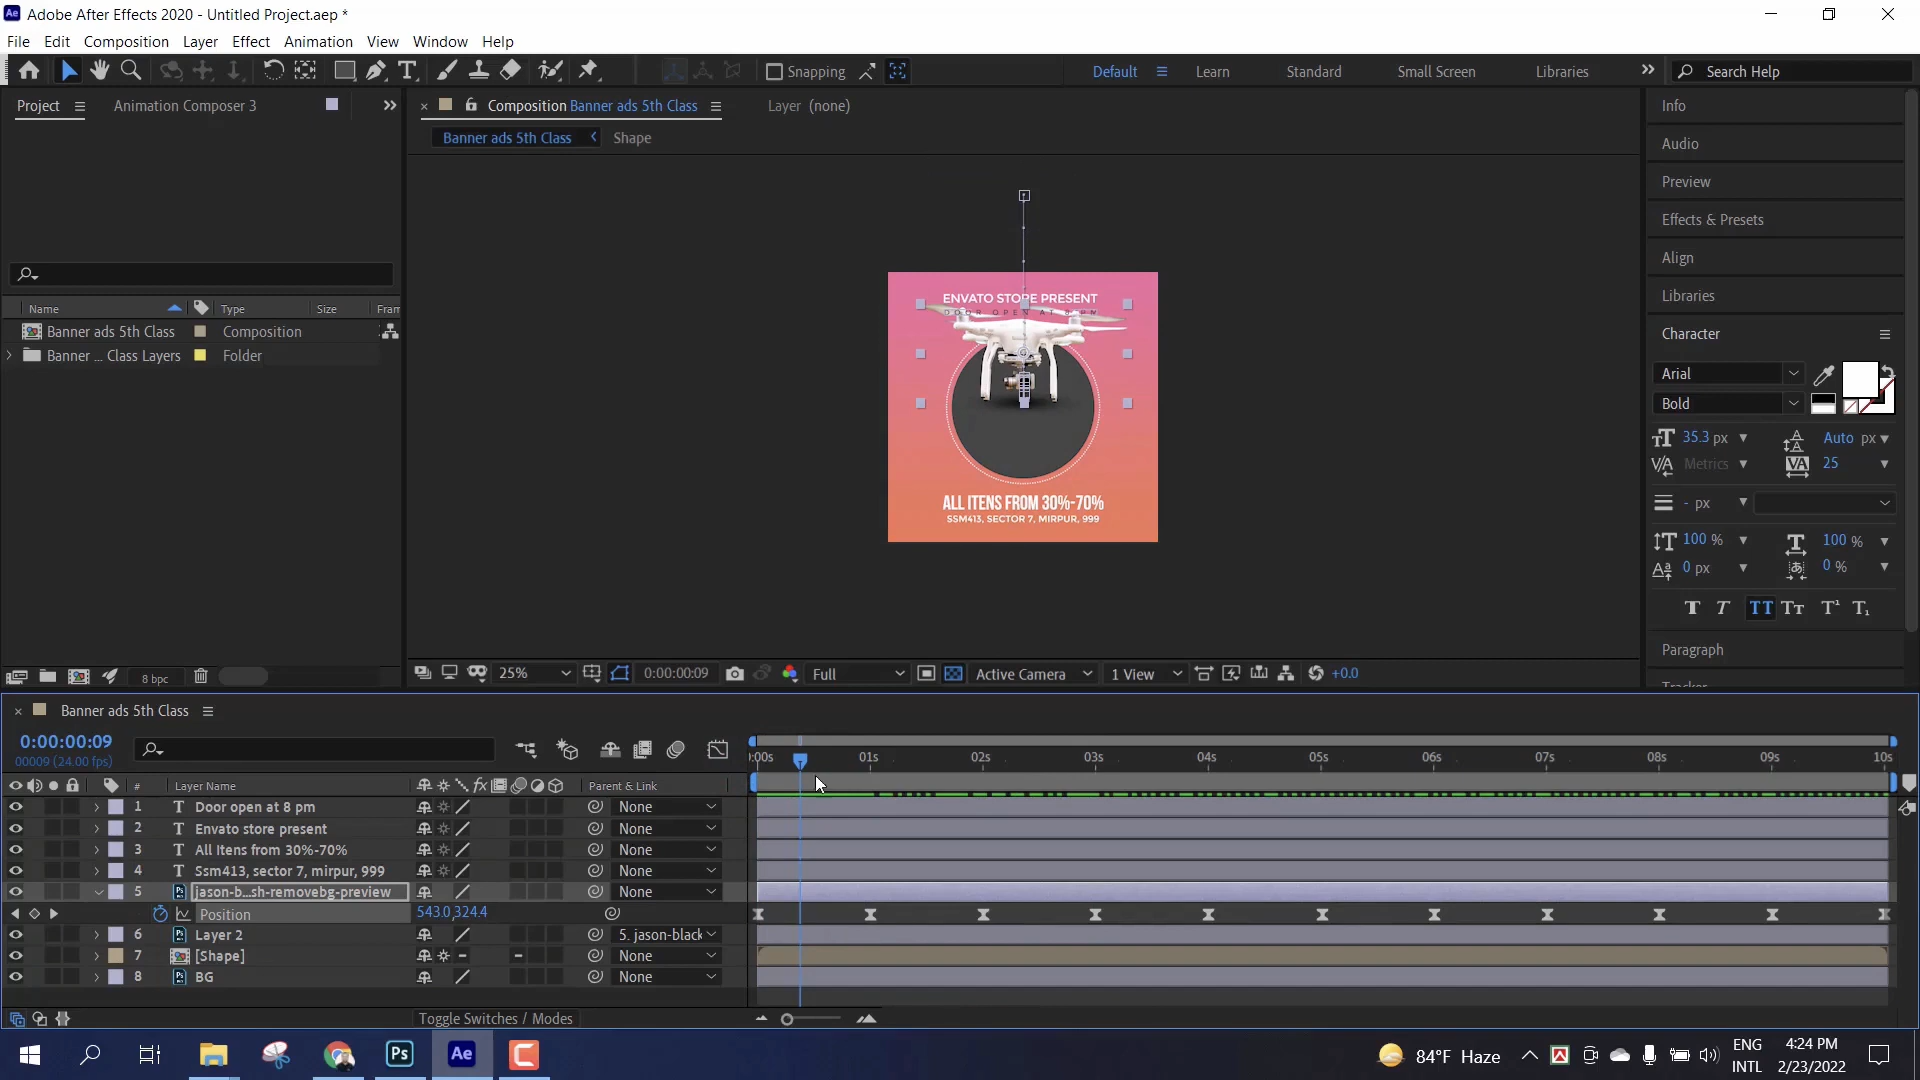 Adobe After Effects 2020 - Untitled Project.aep *
File Edit Composition Layer Effect Animation View Window Help
Snapping
Default Learn Standard Small Screen Libraries Search Help
Project Animation Composer 3
Composition Banner ads 5th Class Layer (none)
Banner ads 5th Class Shape
Name Type Size Fram
Banner ads 5th Class Composition
Banner ... Class Layers Folder
8 bpc
ENVATO STORE PRESENT
DOOR OPEN AT 8 PM
ALL ITENS FROM 30%-70%
SSM413, SECTOR 7, MIRPUR, 999
25% 0:00:00:09 Full Active Camera 1 View +0.0
Info
Audio
Preview
Effects & Presets
Align
Libraries
Character
Arial
Bold
35.3 px Auto px
Metrics 25
- px
100 % 100 %
0 px 0 %
Paragraph
Banner ads 5th Class
0:00:00:09
00009 (24.00 fps)
:00s 01s 02s 03s 04s 05s 06s 07s 08s 09s 10s
# Layer Name Parent & Link
1 Door open at 8 pm None
2 Envato store present None
3 All Itens from 30%-70% None
4 Ssm413, sector 7, mirpur, 999 None
5 jason-b...sh-removebg-preview None
Position 543.0,324.4
6 Layer 2 5. jason-black
7 [Shape] None
8 BG None
Toggle Switches / Modes
84°F Haze
ENG
INTL
4:24 PM
2/23/2022